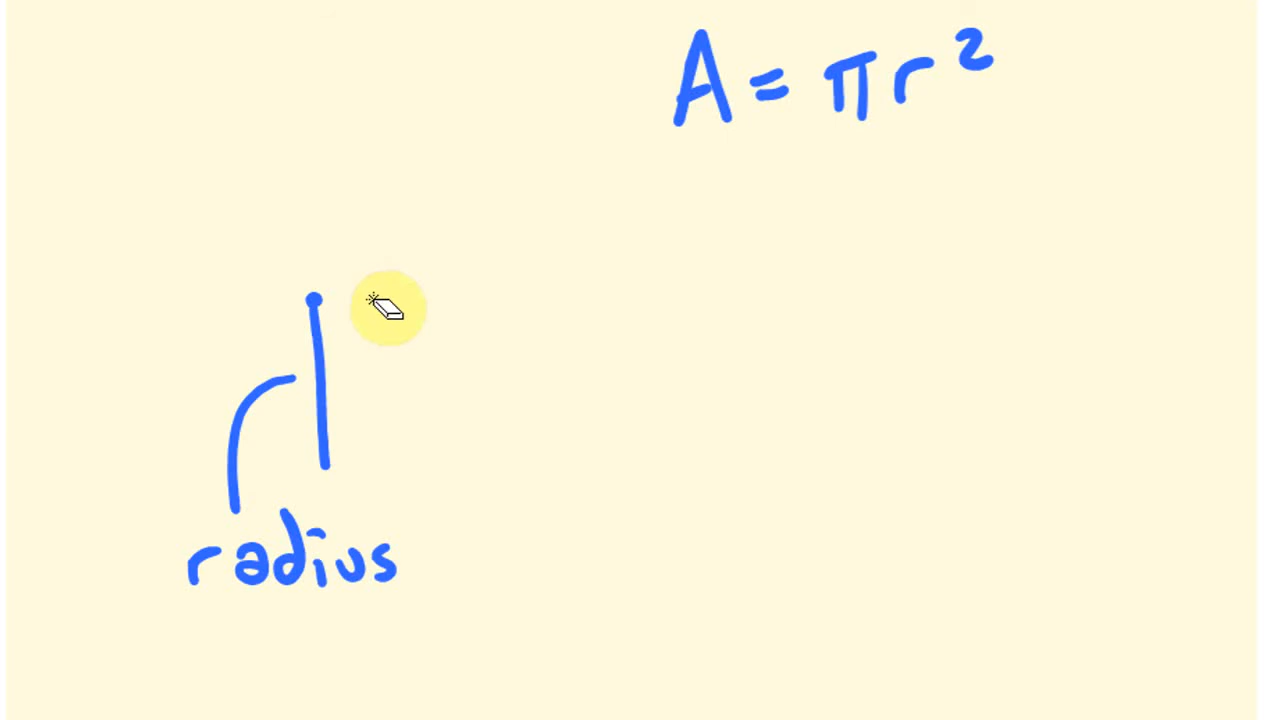 A = πr²
radius